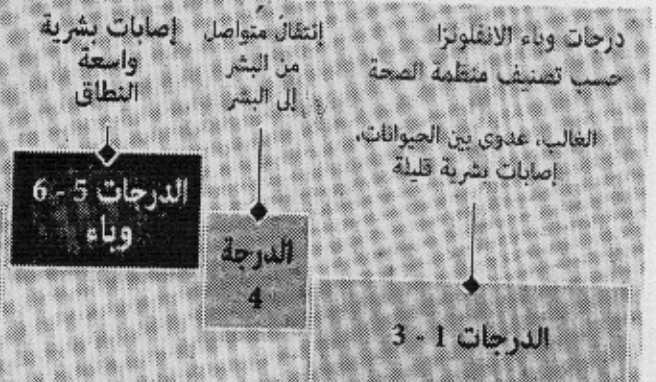 درجات وباء الانفلونزا
حسب تصنيف منظمة الصحة
الغالب، عدوى بين الحيوانات،
إصابات بشرية قليلة
الدرجات 1 - 3
إنتقالٌ مُتواصل
من البشر
إلى البشر
الدرجة
4
إصابات بشرية
واسعة
النطاق
الدرجات 5 - 6
وباء